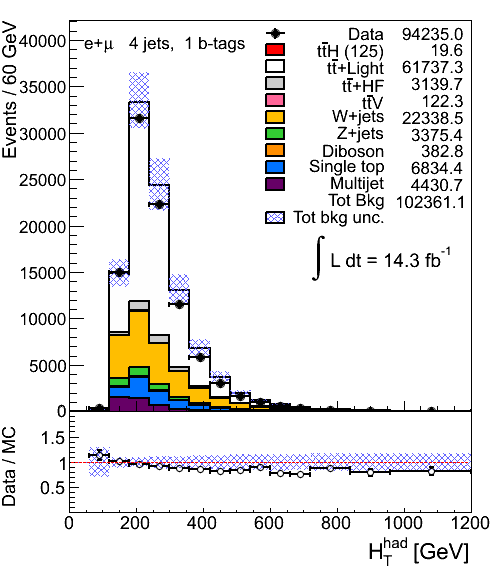 e+μ 4 jets, 1 b-tags
Data 94235.0
tt̄H (125) 19.6
tt̄+Light 61737.3
tt̄+HF 3139.7
tt̄V 122.3
W+jets 22338.5
Z+jets 3375.4
Diboson 382.8
Single top 6834.4
Multijet 4430.7
Tot Bkg 102361.1
Tot bkg unc.
∫ L dt = 14.3 fb⁻¹
Events / 60 GeV
40000
35000
30000
25000
20000
15000
10000
5000
0
Data / MC
1.5
1
0.5
0 200 400 600 800 1000 1200
H_T^had [GeV]